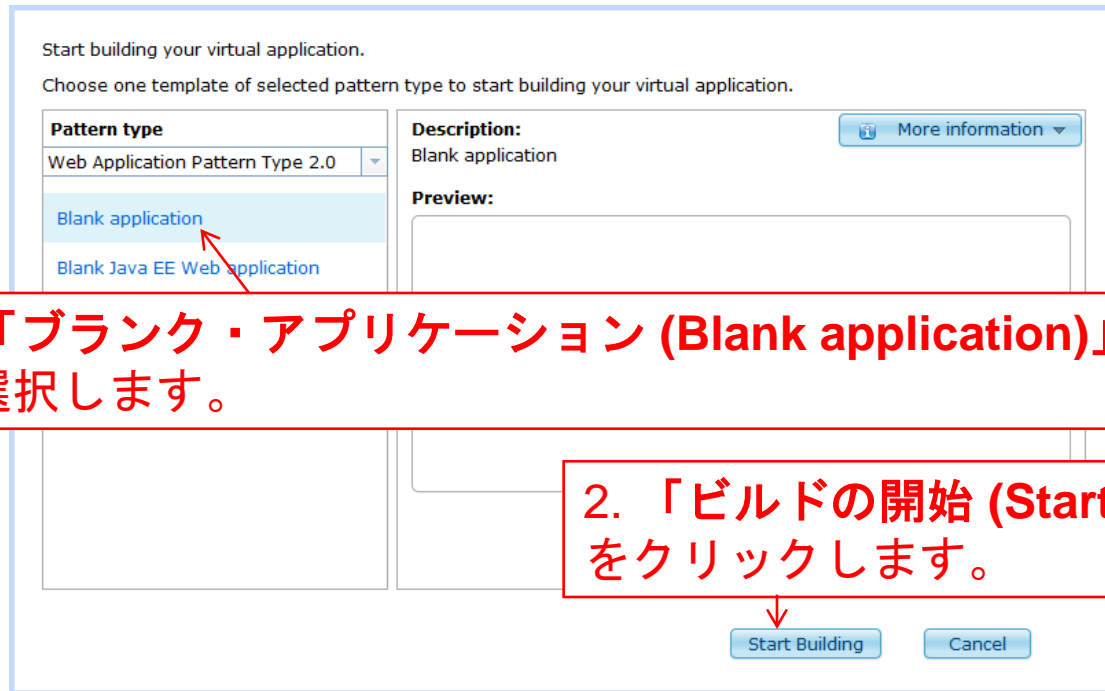 Start building your virtual application.
Choose one template of selected pattern type to start building your virtual application.
Pattern type
Web Application Pattern Type 2.0
Blank application
Blank Java EE Web application
Description:
Blank application
More information
Preview:
「ブランク・アプリケーション (Blank application)」
選択します。
2. 「ビルドの開始 (Start
をクリックします。
Start Building
Cancel